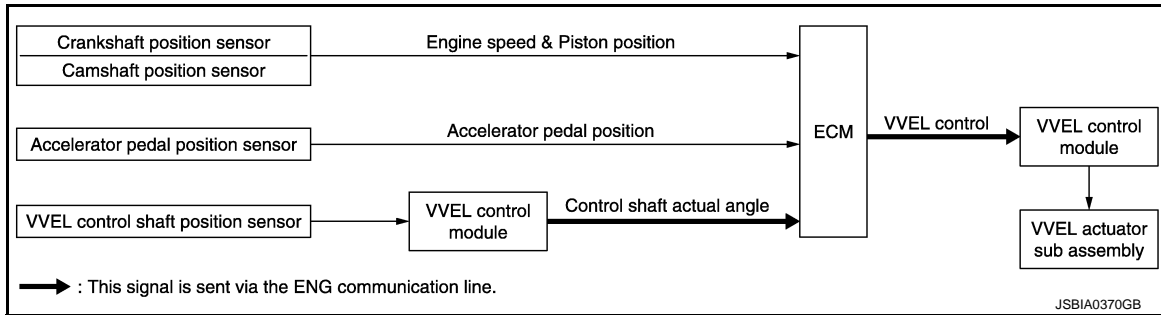 Crankshaft position sensor
Camshaft position sensor
Engine speed & Piston position
Accelerator pedal position sensor
Accelerator pedal position
VVEL control shaft position sensor
VVEL control
module
Control shaft actual angle
ECM
VVEL control
VVEL control
module
VVEL actuator
sub assembly
: This signal is sent via the ENG communication line.
JSBIA0370GB